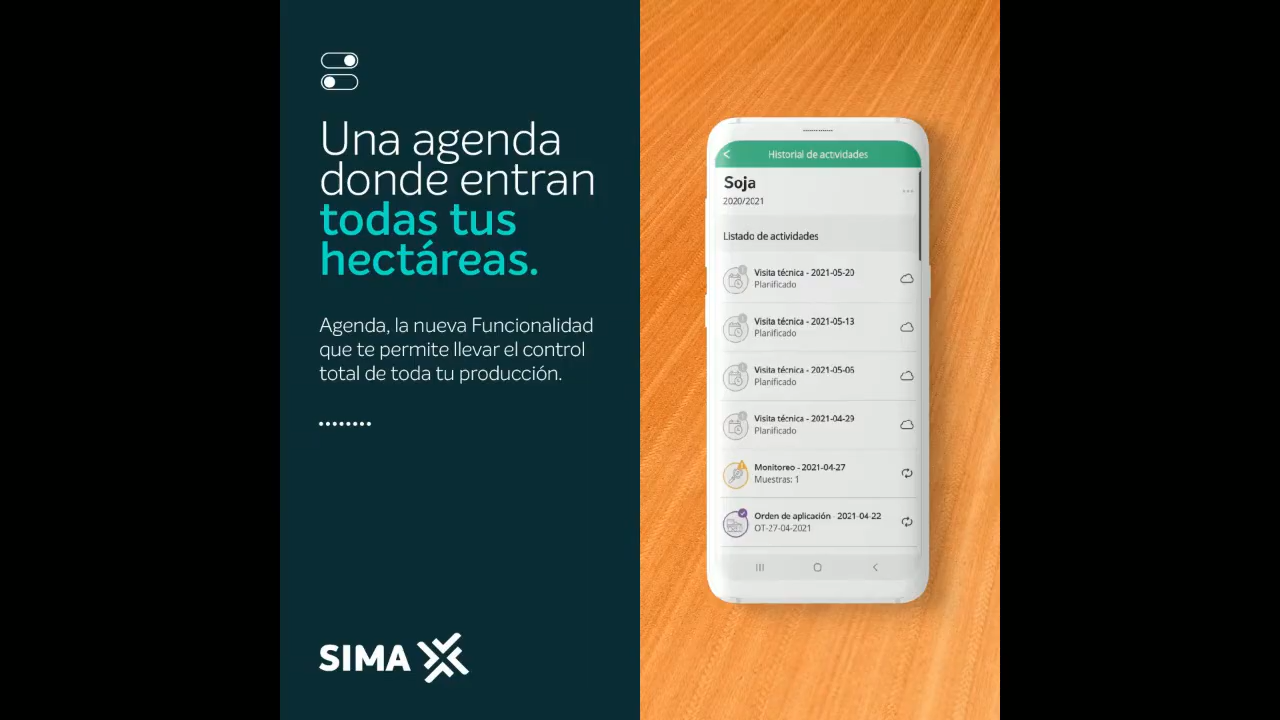 Una agenda
donde entran
todas tus
hectáreas.
Agenda, la nueva Funcionalidad
que te permite llevar el control
total de toda tu producción.
SIMA
Historial de actividades
Soja
2020/2021
Listado de actividades
Visita técnica - 2021-05-20
Planificado
Visita técnica - 2021-05-13
Planificado
Visita técnica - 2021-05-06
Planificado
Visita técnica - 2021-04-29
Planificado
Monitoreo - 2021-04-27
Muestras: 1
Orden de aplicación - 2021-04-22
OT-27-04-2021